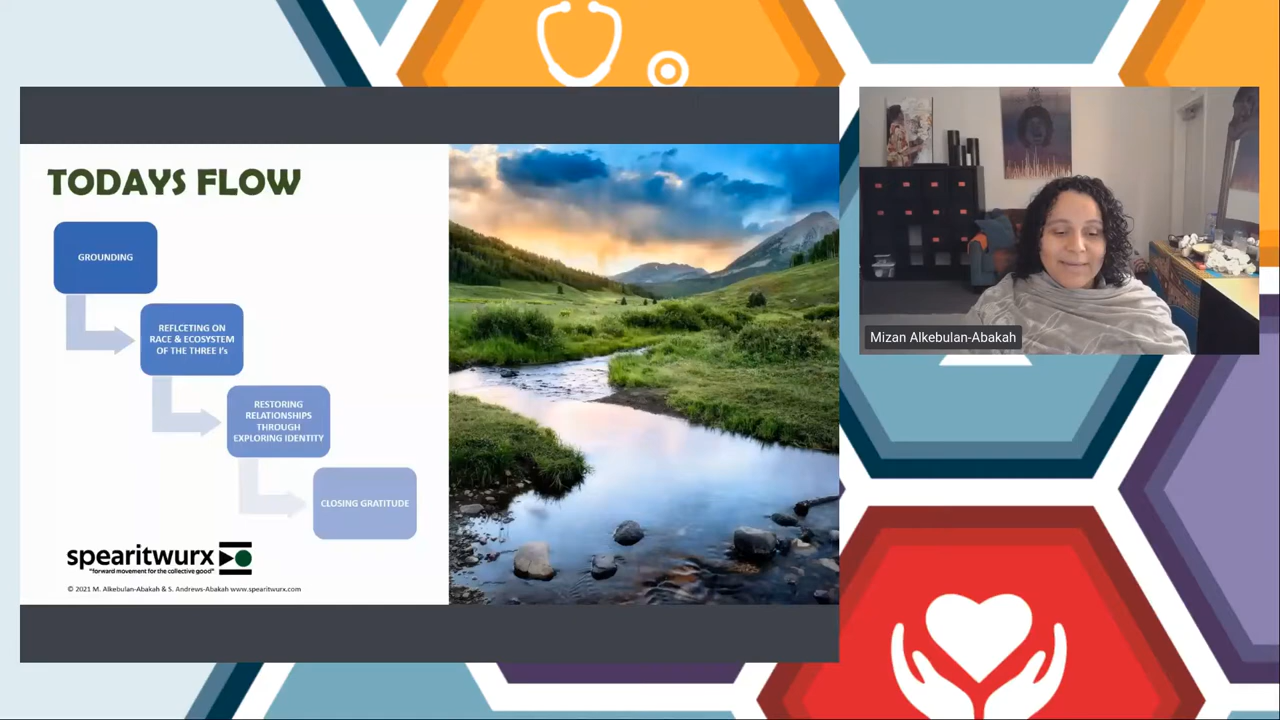 TODAYS FLOW
GROUNDING
REFLCETING ON
RACE & ECOSYSTEM
OF THE THREE I's
RESTORING
RELATIONSHIPS
THROUGH
EXPLORING IDENTITY
CLOSING GRATITUDE
spearitwurx
"forward movement for the collective good"
© 2021 M. Alkebulan-Abakah & S. Andrews-Abakah www.spearitwurx.com
Mizan Alkebulan-Abakah